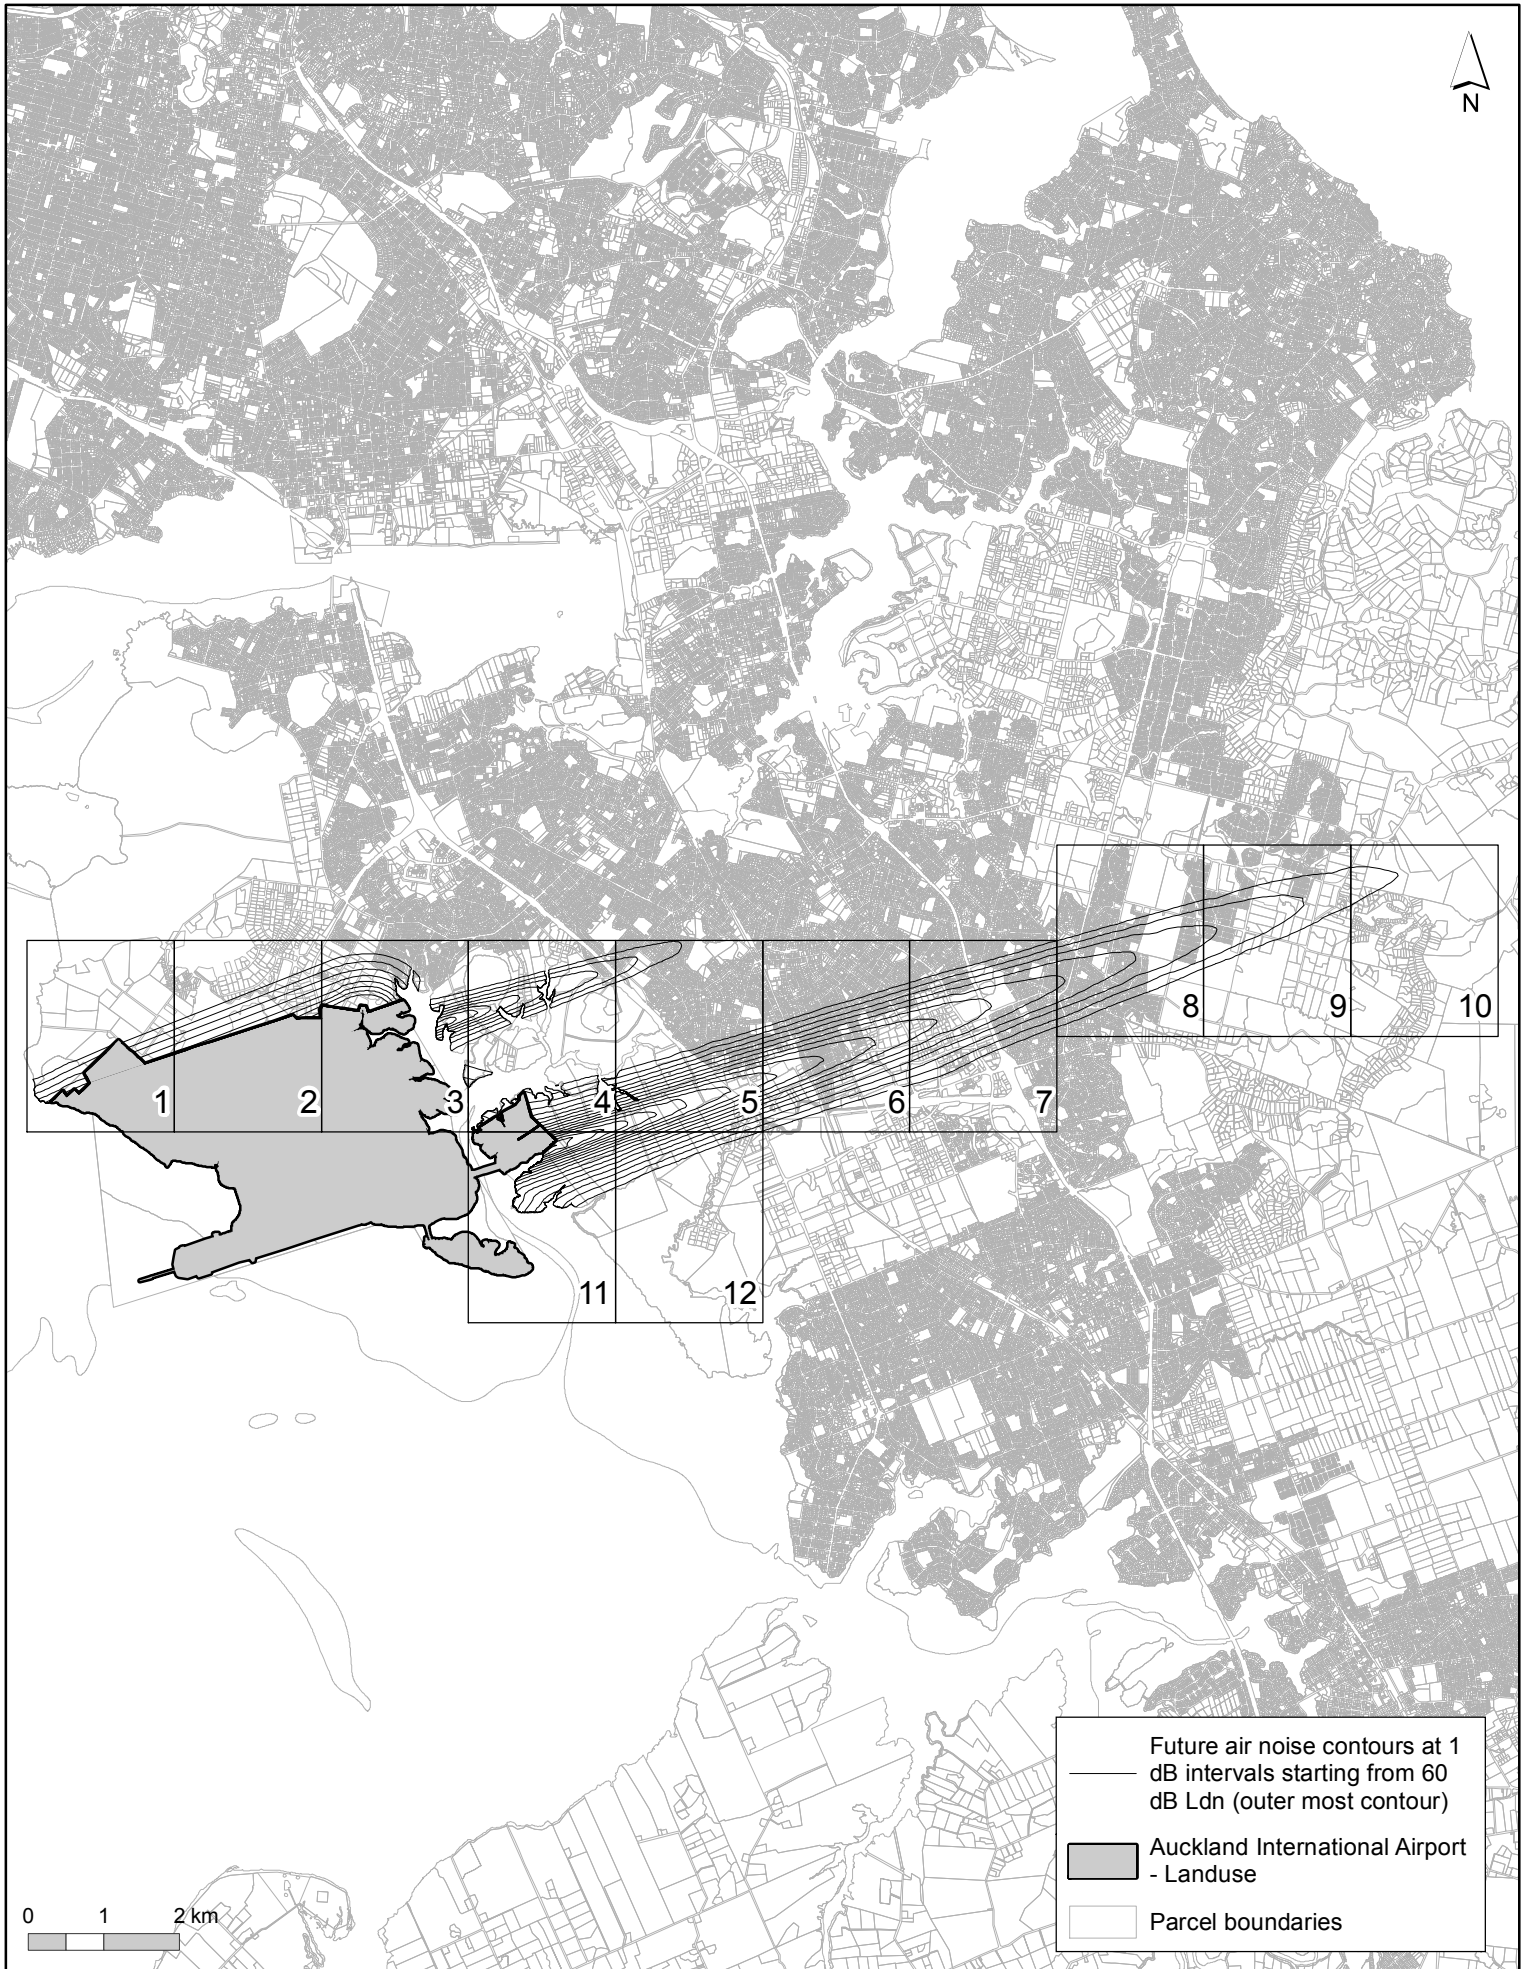 N
8
9
10
1
2
3
4
5
6
7
11
12
Future air noise contours at 1
dB intervals starting from 60
dB Ldn (outer most contour)
Auckland International Airport
- Landuse
Parcel boundaries
0 1 2 km